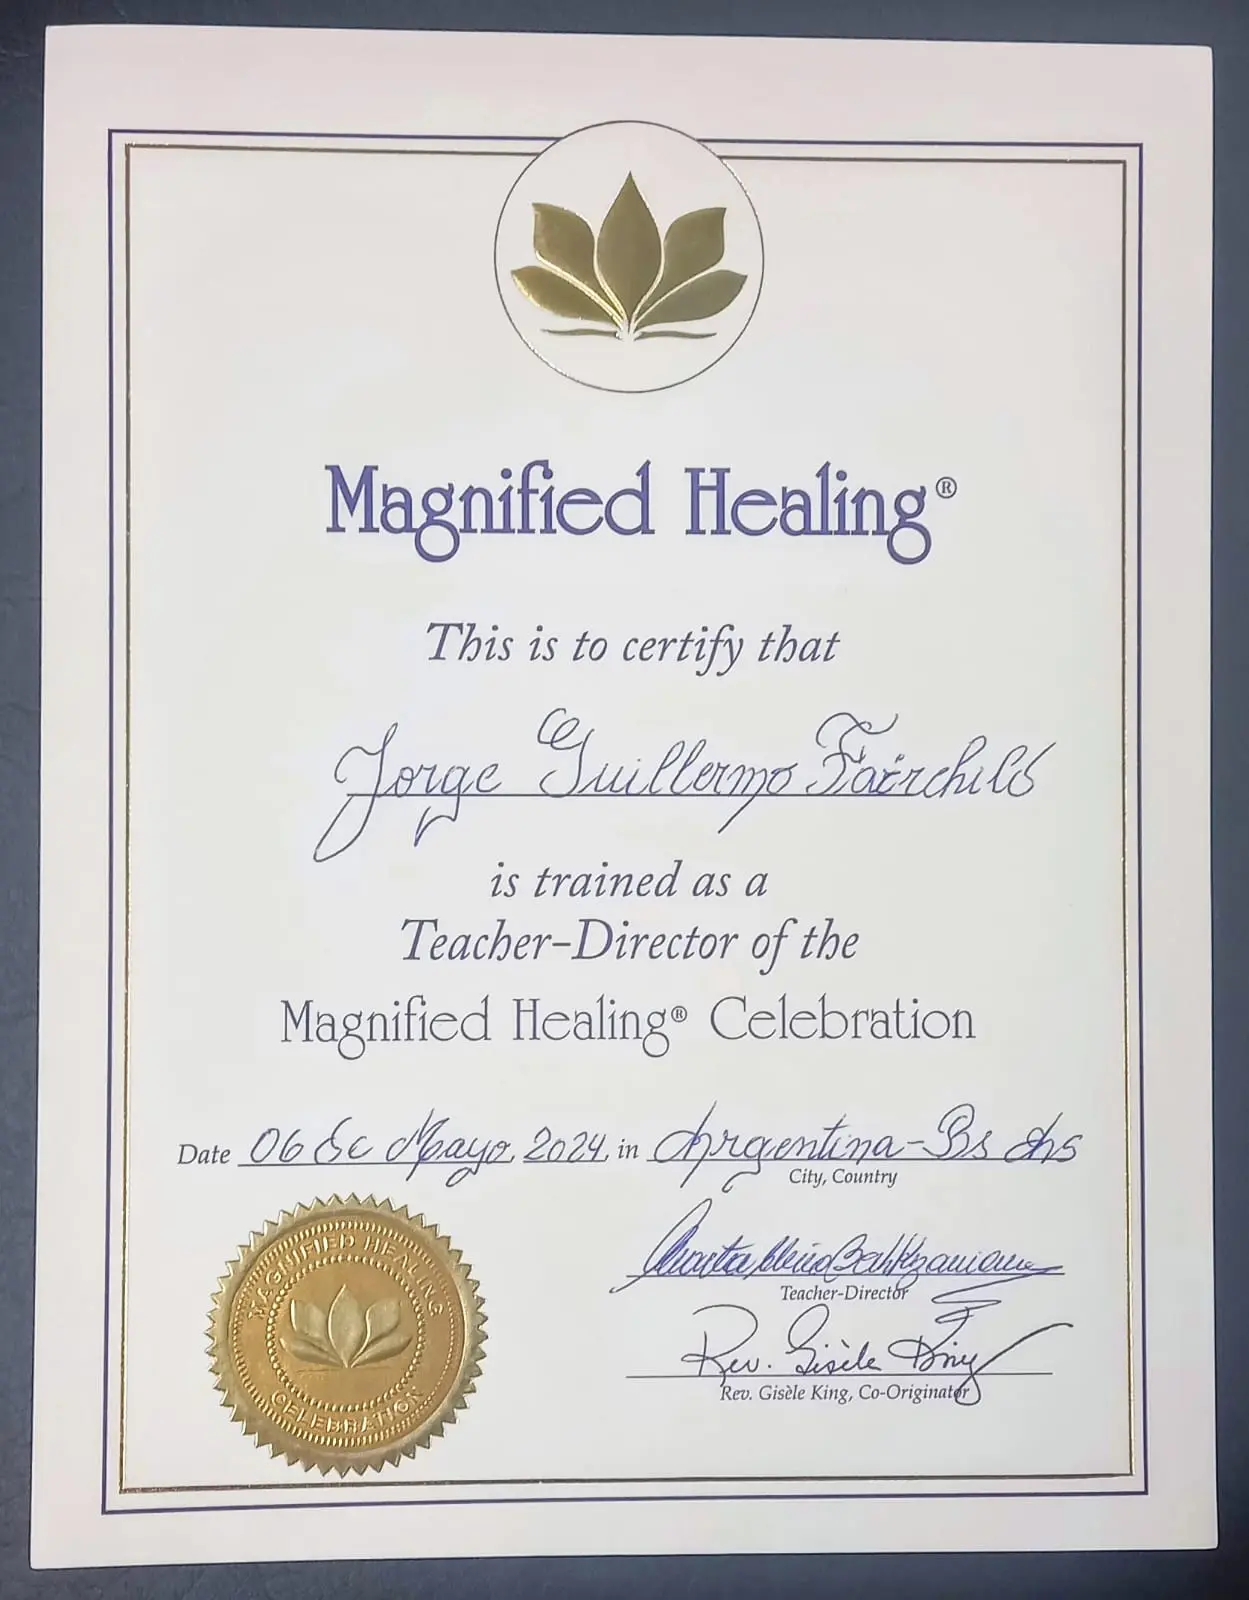 Magnified Healing®
This is to certify that
Jorge Guillermo Fairchild
is trained as a
Teacher-Director of the
Magnified Healing® Celebration
Date 06 de Mayo, 2024, in Argentina - Bs As
City, Country
Teacher-Director
Rev. Gisèle King
Rev. Gisèle King, Co-Originator
MAGNIFIED HEALING
CELEBRATION